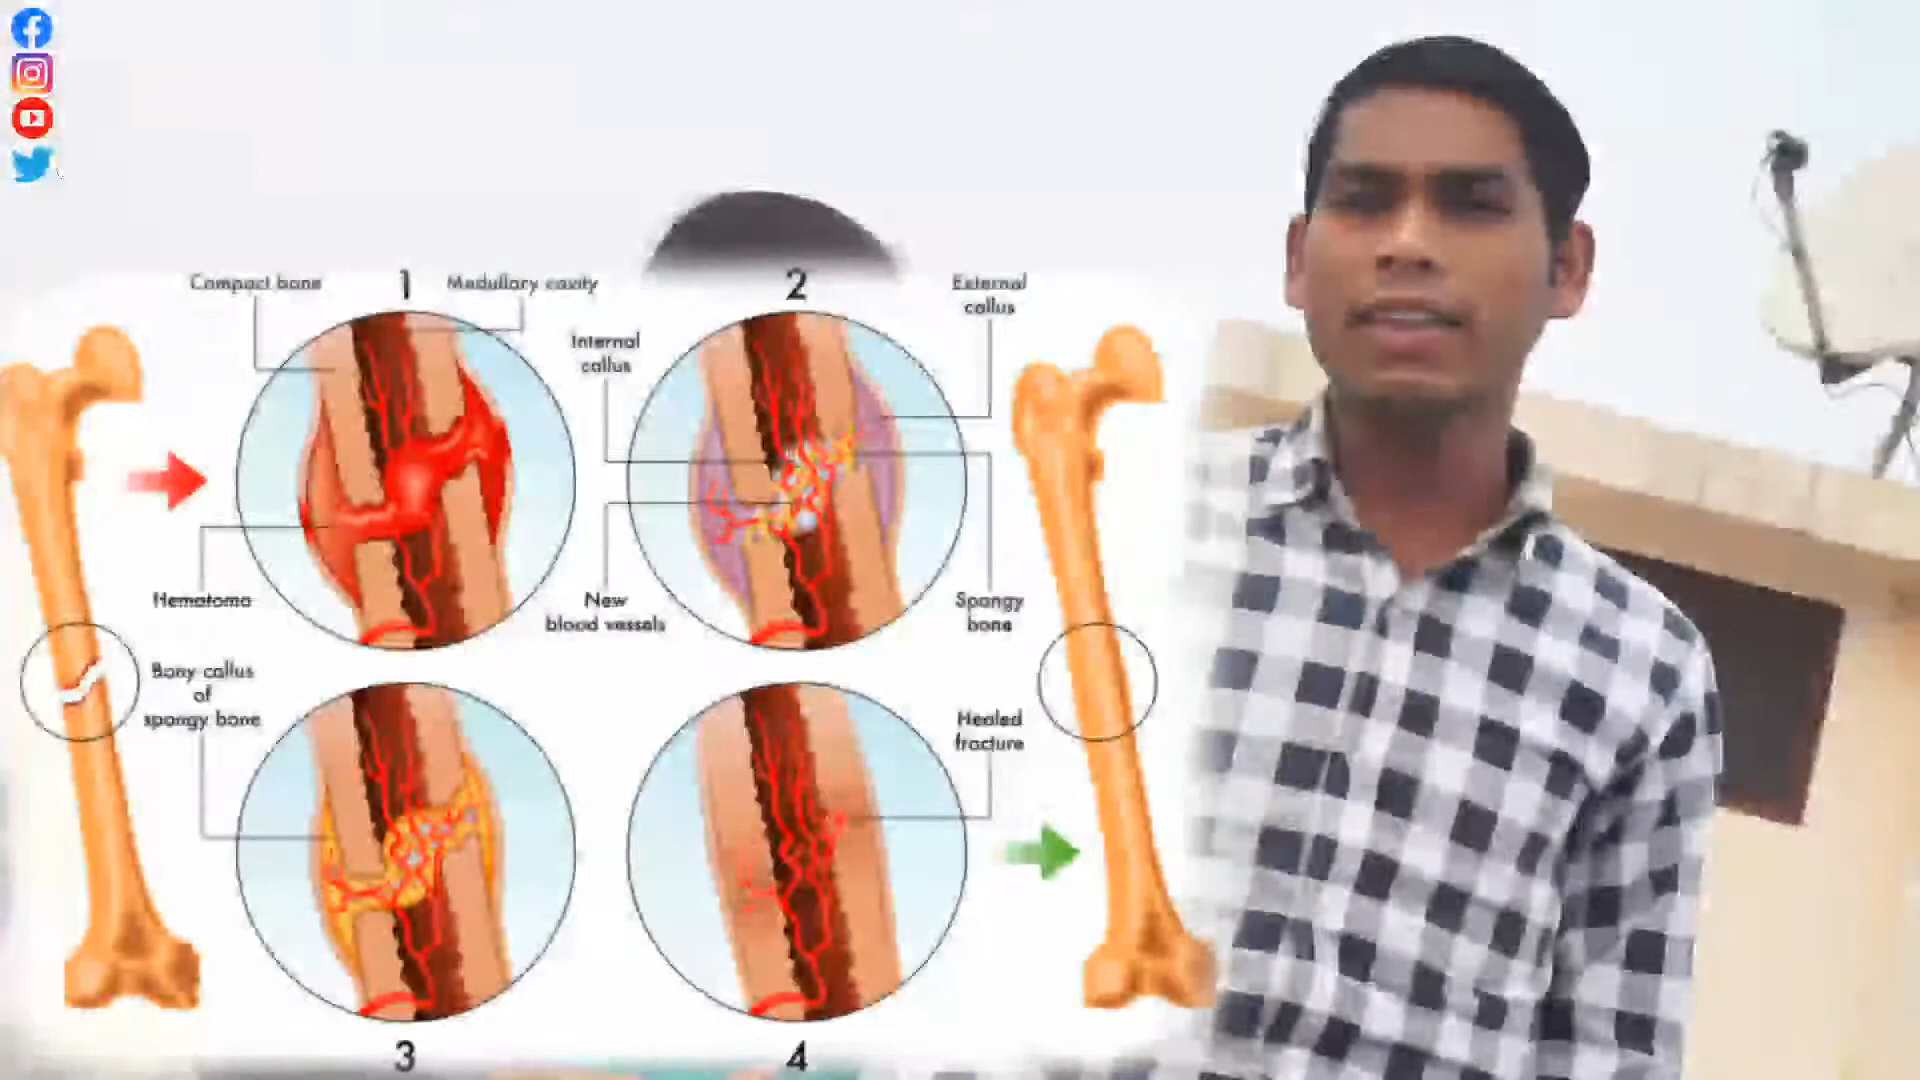 Compact bone
1
Medullary cavity
2
External
callus
Internal
callus
Hematoma
New
blood vessels
Spongy
bone
Bony callus
of
spongy bone
Healed
fracture
3
4